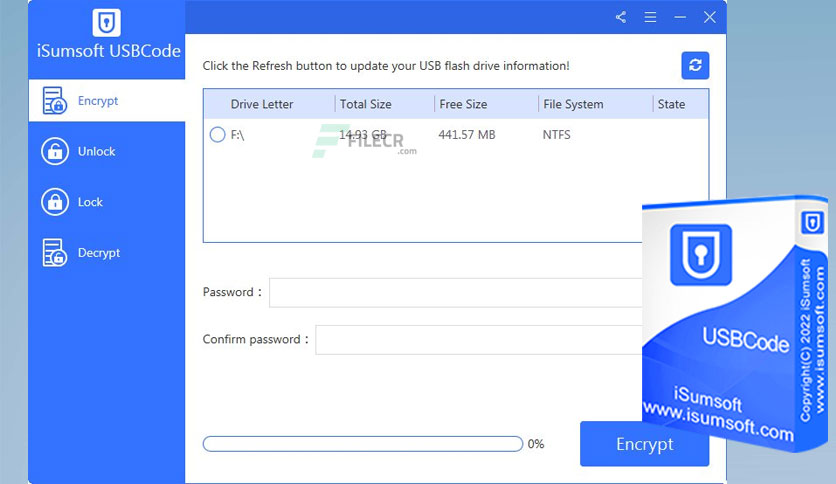 iSumsoft USBCode
Encrypt
Unlock
Lock
Decrypt
Click the Refresh button to update your USB flash drive information!
Drive Letter Total Size Free Size File System State
F:\ 14.93 GB 441.57 MB NTFS
FILECR
.com
Password :
Confirm password :
0%
Encrypt
USBCode
iSumsoft
www.isumsoft.com
Copyright(C) 2022 iSumsoft
www.isumsoft.com